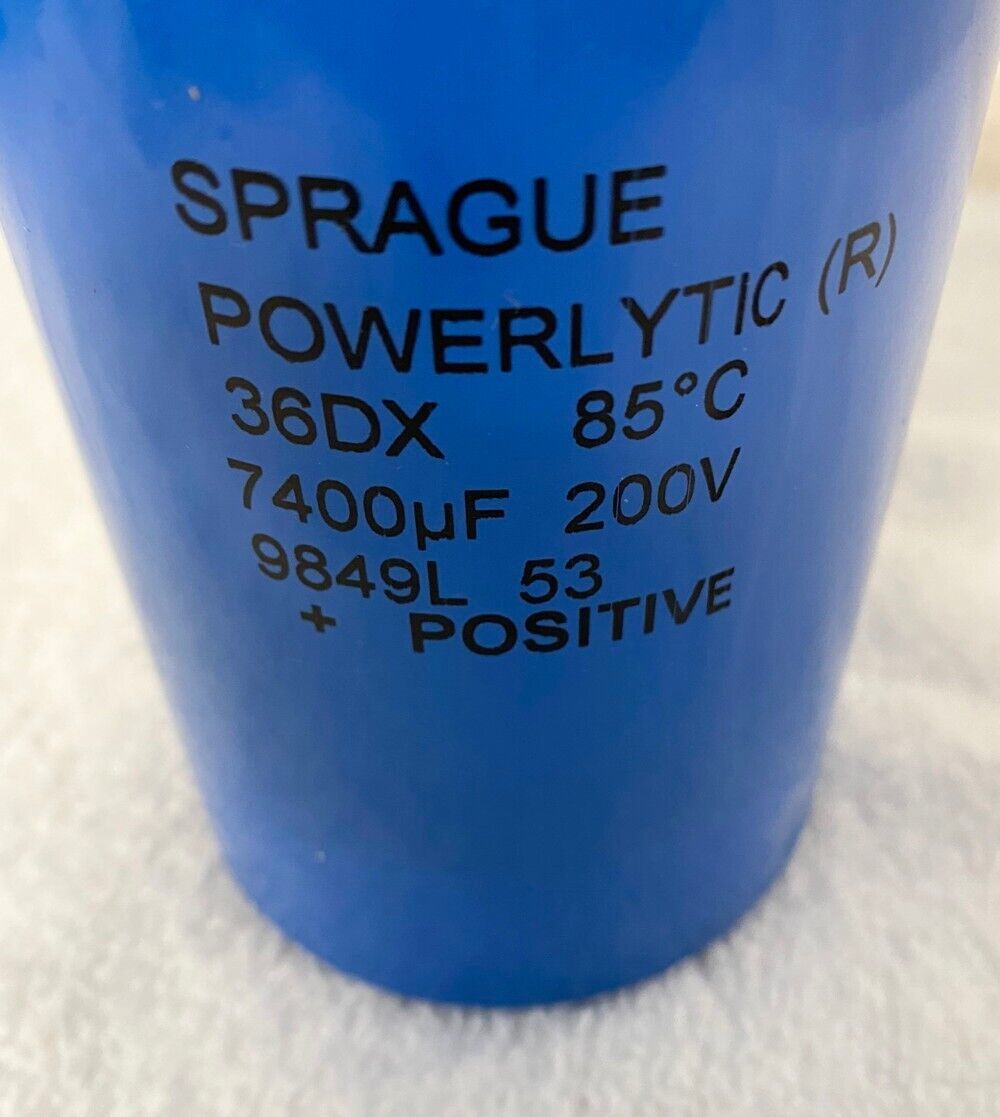 SPRAGUE
POWERLYTIC (R)
36DX 85°C
7400µF 200V
9849L 53
+ POSITIVE